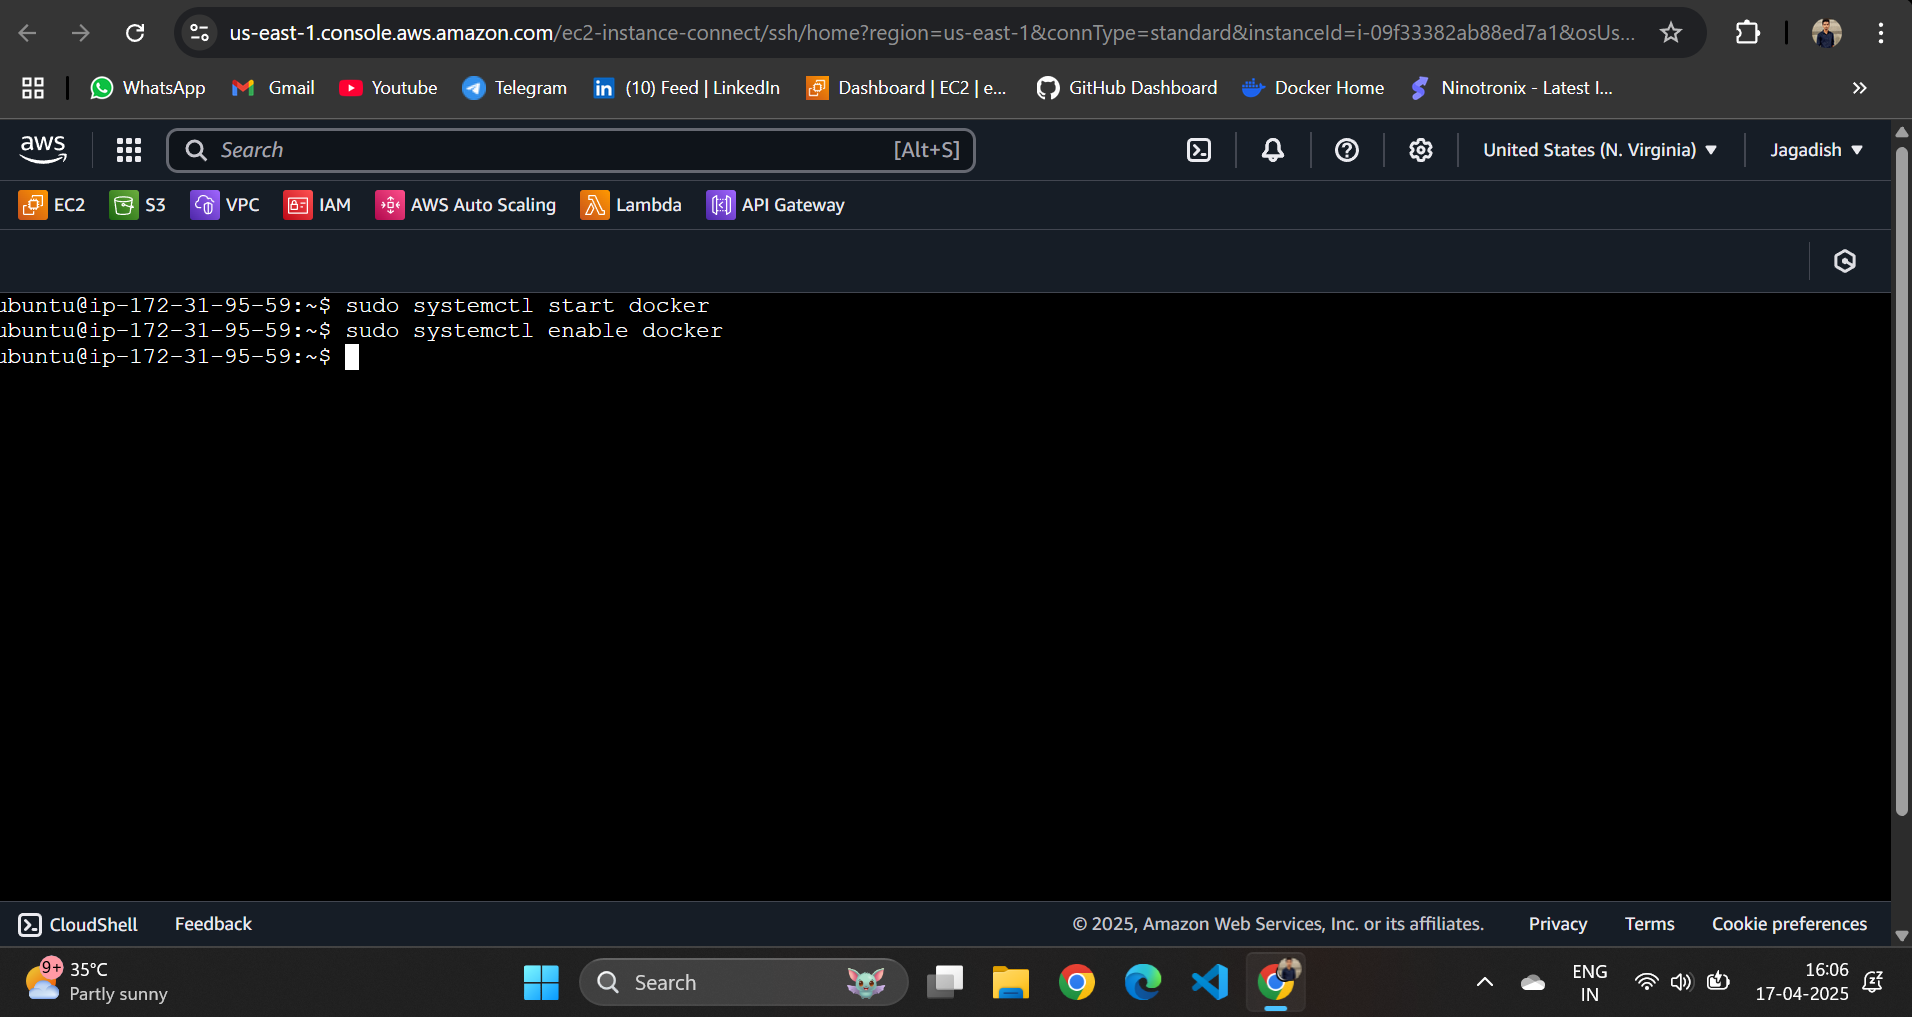 us-east-1.console.aws.amazon.com/ec2-instance-connect/ssh/home?region=us-east-1&connType=standard&instanceId=i-09f33382ab88ed7a1&osUs...
WhatsApp Gmail Youtube Telegram (10) Feed | LinkedIn Dashboard | EC2 | e... GitHub Dashboard Docker Home Ninotronix - Latest I...
aws Search [Alt+S] United States (N. Virginia) Jagadish
EC2 S3 VPC IAM AWS Auto Scaling Lambda API Gateway
ubuntu@ip-172-31-95-59:~$ sudo systemctl start docker
ubuntu@ip-172-31-95-59:~$ sudo systemctl enable docker
ubuntu@ip-172-31-95-59:~$
CloudShell Feedback © 2025, Amazon Web Services, Inc. or its affiliates. Privacy Terms Cookie preferences
9+ 35°C Search ENG 16:06
Partly sunny IN 17-04-2025